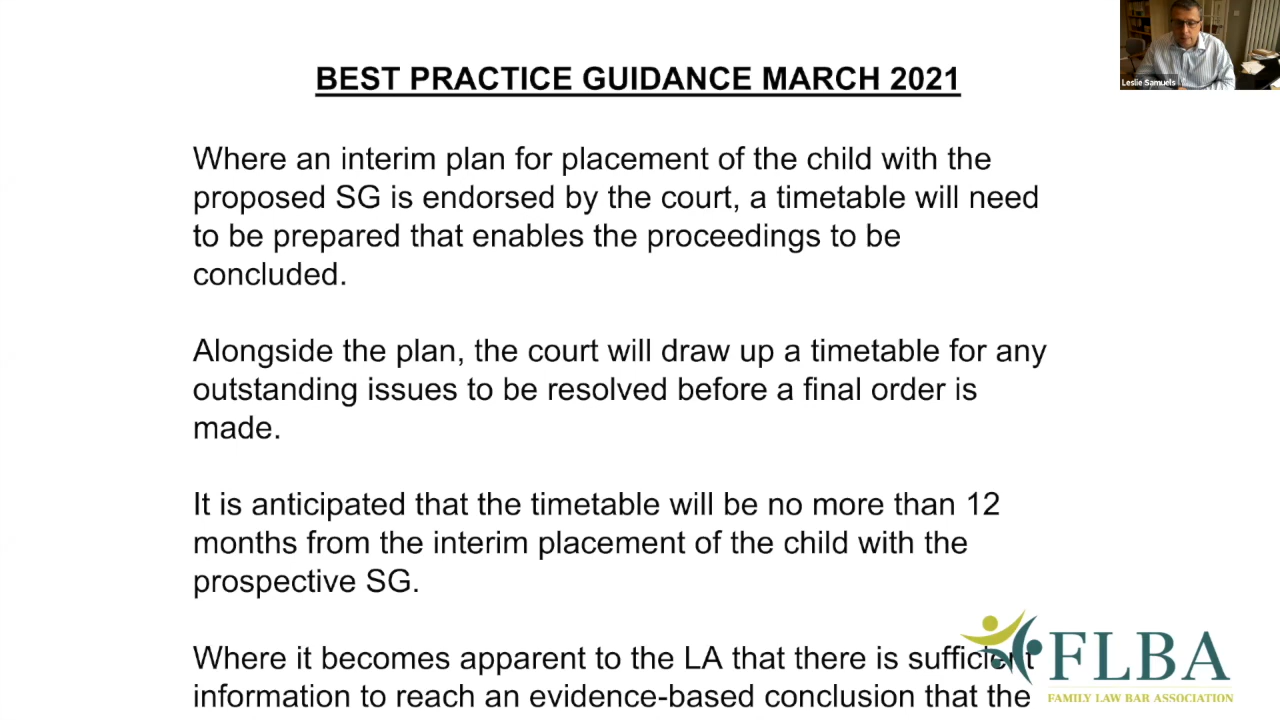 BEST PRACTICE GUIDANCE MARCH 2021
Leslie Samuels
Where an interim plan for placement of the child with the
proposed SG is endorsed by the court, a timetable will need
to be prepared that enables the proceedings to be
concluded.
Alongside the plan, the court will draw up a timetable for any
outstanding issues to be resolved before a final order is
made.
It is anticipated that the timetable will be no more than 12
months from the interim placement of the child with the
prospective SG.
Where it becomes apparent to the LA that there is sufficient
information to reach an evidence-based conclusion that the
FLBA
FAMILY LAW BAR ASSOCIATION